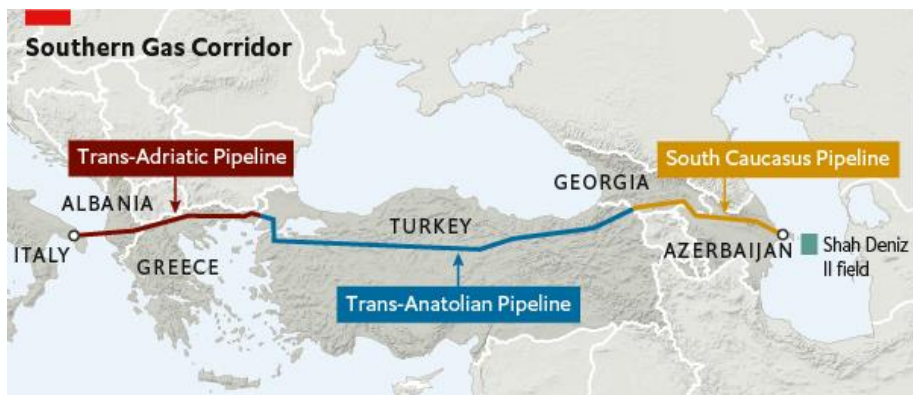 Southern Gas Corridor
Trans-Adriatic Pipeline
South Caucasus Pipeline
GEORGIA
ALBANIA
TURKEY
ITALY
GREECE
AZERBAIJAN
Shah Deniz
II field
Trans-Anatolian Pipeline